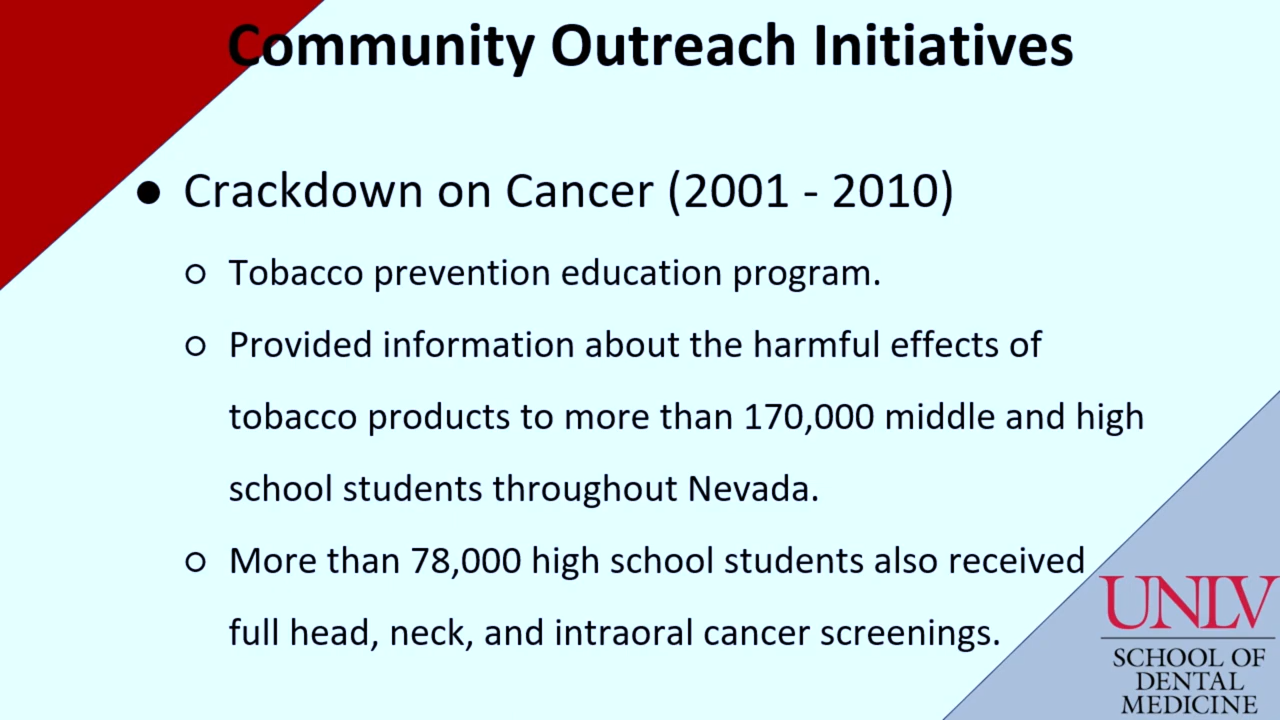 Community Outreach Initiatives
● Crackdown on Cancer (2001 - 2010)
○ Tobacco prevention education program.
○ Provided information about the harmful effects of
tobacco products to more than 170,000 middle and high
school students throughout Nevada.
○ More than 78,000 high school students also received
full head, neck, and intraoral cancer screenings.
UNLV
SCHOOL OF
DENTAL
MEDICINE